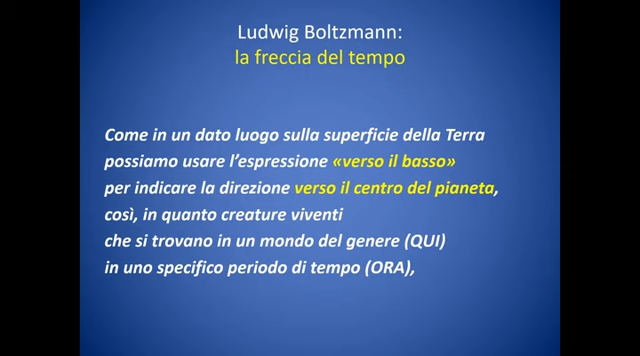 Ludwig Boltzmann:
la freccia del tempo
Come in un dato luogo sulla superficie della Terra
possiamo usare l’espressione «verso il basso»
per indicare la direzione verso il centro del pianeta,
così, in quanto creature viventi
che si trovano in un mondo del genere (QUI)
in uno specifico periodo di tempo (ORA),